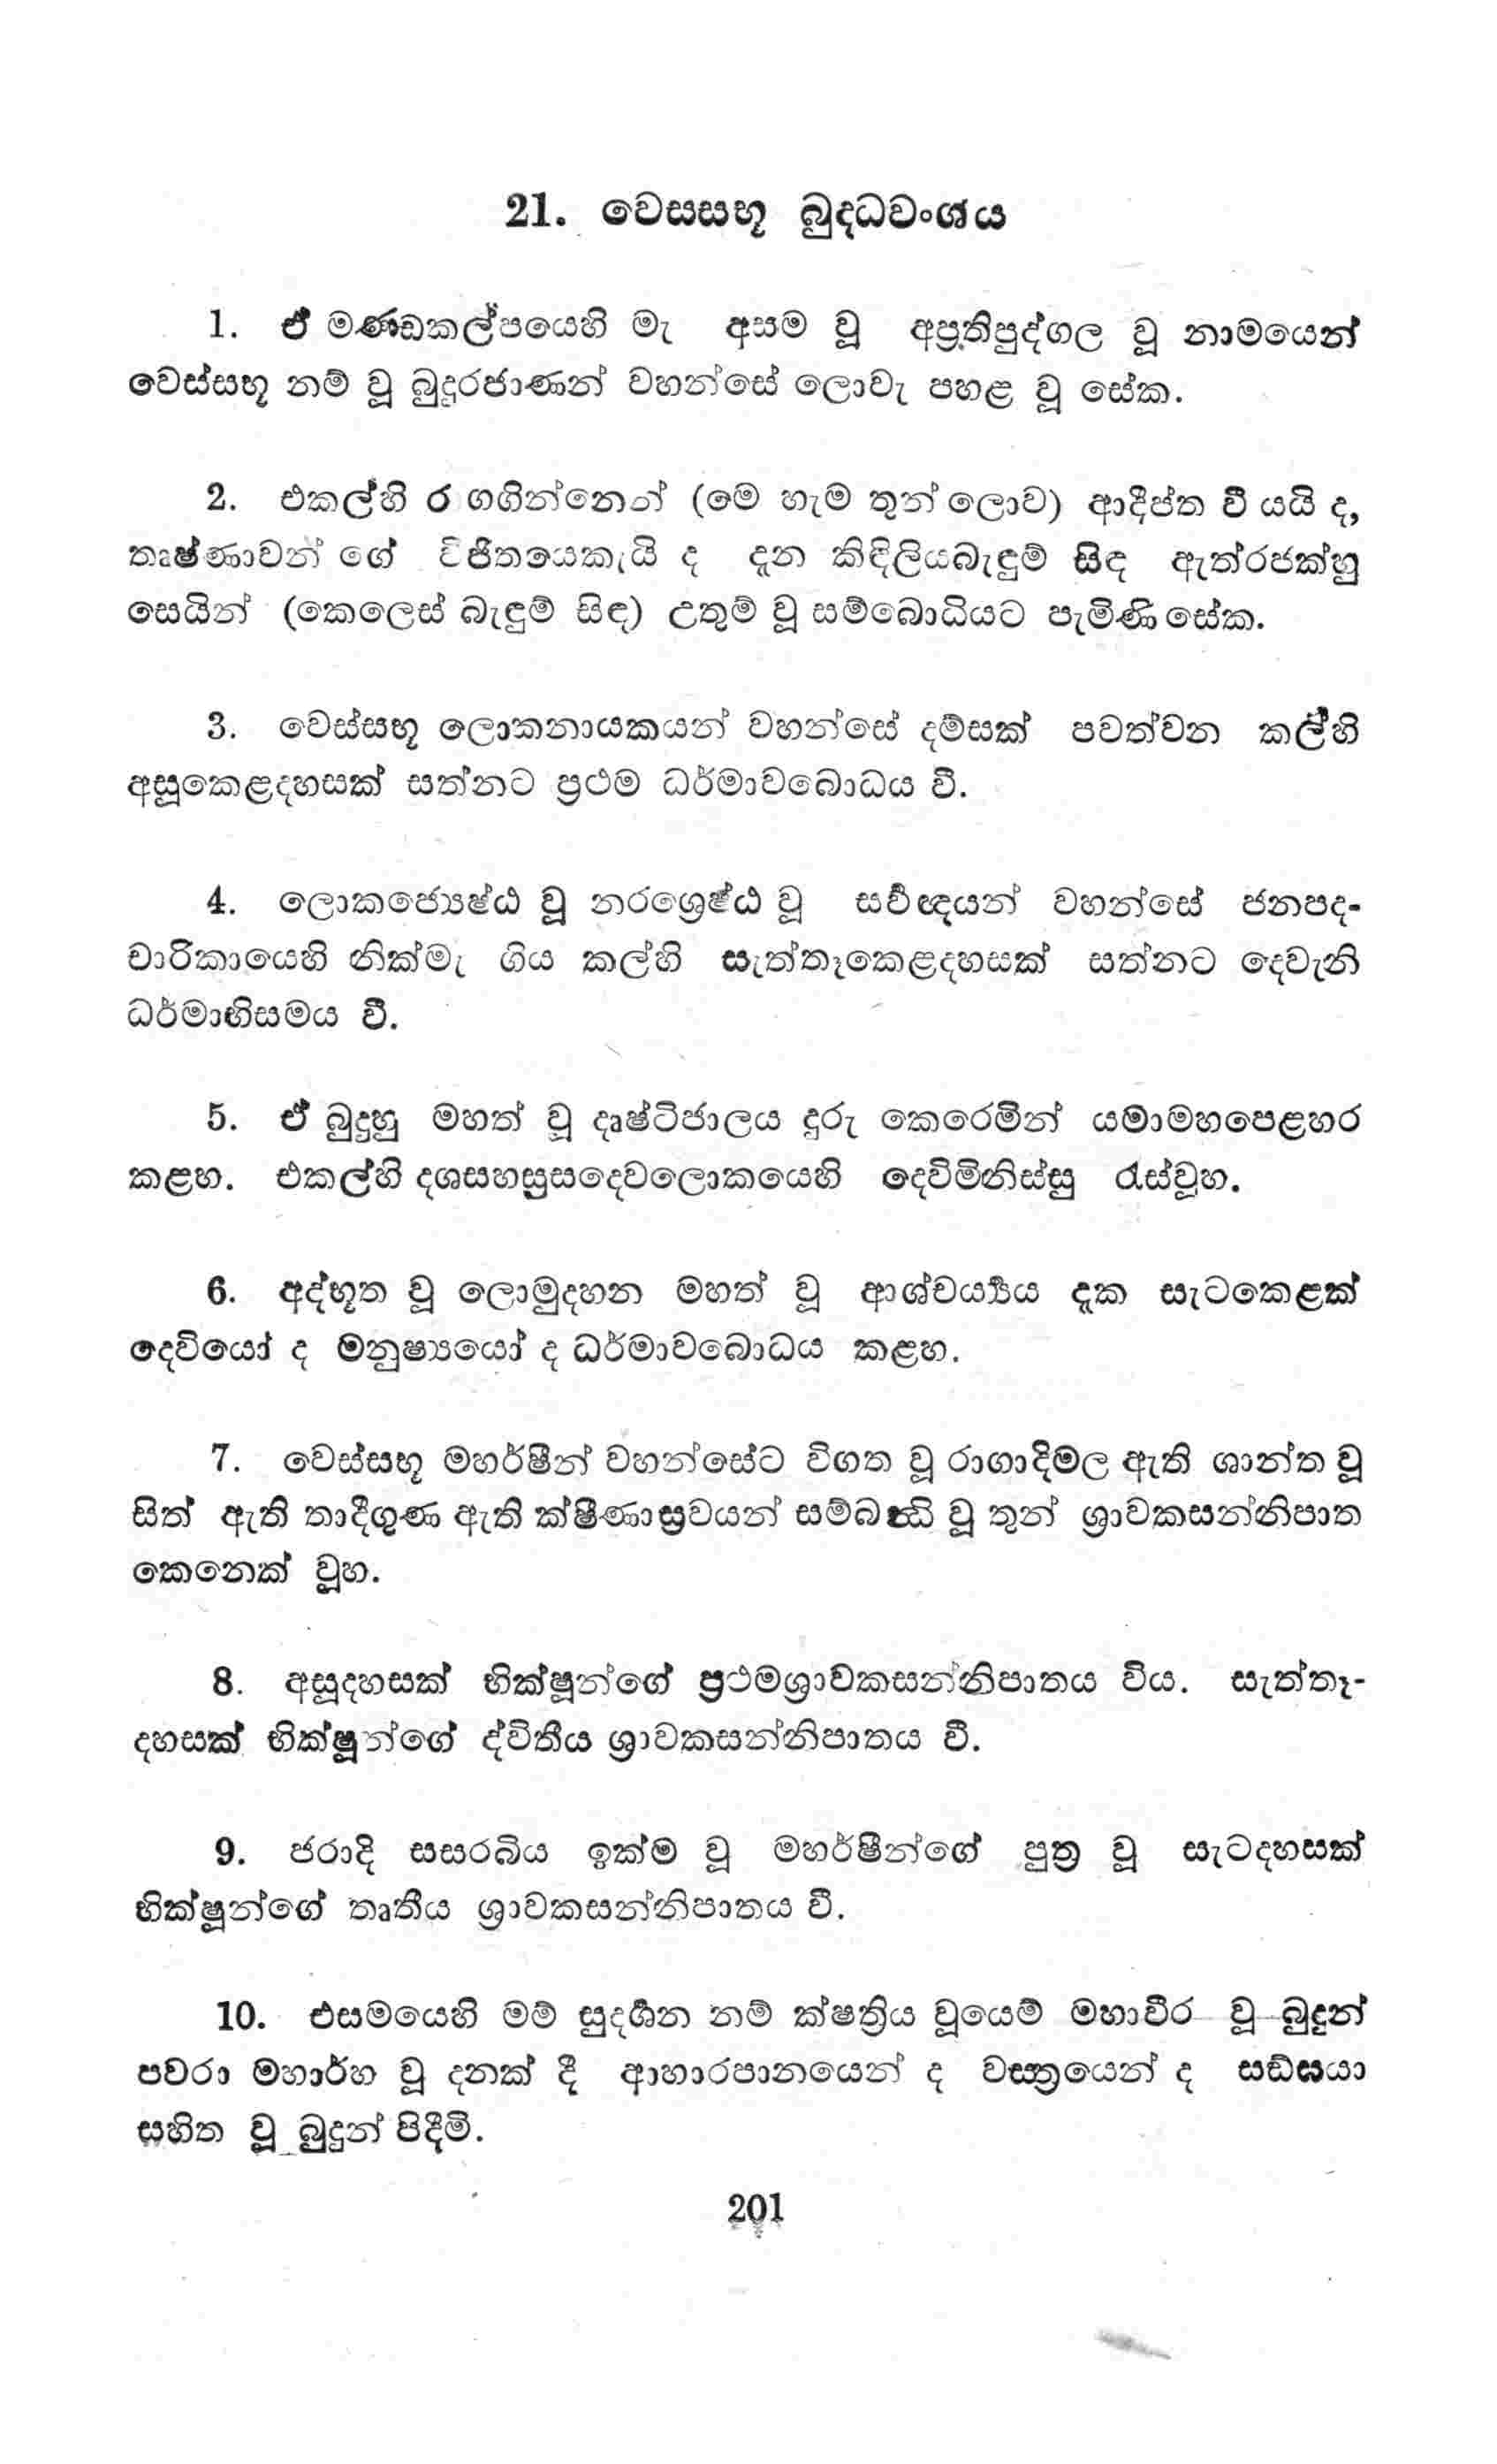 21. වෙසසභූ බුදධවංශය
1. ඒ මණ්ඩකල්පයෙහි මැ අසම වූ අප්‍රතිපුද්ගල වූ නාමයෙන්
වෙස්සභූ නම් වූ බුදුරජාණන් වහන්සේ ලොවැ පහළ වූ සේක.
2. එකල්හි ර ගගින්නෙන් (මෙ හැම තුන් ලොව) ආදීප්ත වී යයි ද,
තෘෂ්ණාවන් ගේ විජිතයෙකැයි ද දැන කිඳිලියබැඳුම් සිඳ ඇත්රජක්හු
සෙයින් (කෙලෙස් බැඳුම් සිඳ) උතුම් වූ සම්බොධියට පැමිණි සේක.
3. වෙස්සභූ ලොකනායකයන් වහන්සේ දම්සක් පවත්වන කල්හි
අසූකෙළදහසක් සත්නට ප්‍රථම ධර්මාවබොධය වී.
4. ලොකජ්‍යෙෂ්ඨ වූ නරශ්‍රෙෂ්ඨ වූ සර්‍වඥයන් වහන්සේ ජනපද-
චාරිකායෙහි නික්මැ ගිය කල්හි සැත්තෑකෙළදහසක් සත්නට දෙවැනි
ධර්මාභිසමය වී.
5. ඒ බුදුහු මහත් වූ දෘෂ්ටිජාලය දුරු කෙරෙමින් යමාමහපෙළහර
කළහ. එකල්හි දශසහස්‍රසදෙවලොකයෙහි දෙවිමිනිස්සු රැස්වූහ.
6. අද්භූත වූ ලොමුදහන මහත් වූ ආශ්චර්‍ය්‍යය දැක සැටකෙළක්
දෙවියෝ ද මනුෂ්‍යයෝ ද ධර්මාවබොධය කළහ.
7. වෙස්සභූ මහර්ෂීන් වහන්සේට විගත වූ රාගාදිමල ඇති ශාන්ත වූ
සිත් ඇති තාදීගුණ ඇති ක්ෂීණාස්‍රවයන් සම්බන්‍ධි වූ තුන් ශ්‍රාවකසන්නිපාත
කෙනෙක් වූහ.
8. අසූදහසක් භික්ෂූන්ගේ ප්‍රථමශ්‍රාවකසන්නිපාතය විය. සැත්තෑ-
දහසක් භික්ෂූන්ගේ ද්විතීය ශ්‍රාවකසන්නිපාතය වී.
9. ජරාදි සසරබිය ඉක්ම වූ මහර්ෂීන්ගේ පුත්‍ර වූ සැටදහසක්
භික්ෂූන්ගේ තෘතීය ශ්‍රාවකසන්නිපාතය වී.
10. එසමයෙහි මම් සුදර්‍ශන නම් ක්ෂත්‍රිය වූයෙම් මහාවීර වූ බුදුන්
පවරා මහාර්හ වූ දනක් දී ආහාරපානයෙන් ද වස්ත්‍රයෙන් ද සඞ්ඝයා
සහිත වූ බුදුන් පිදීමි.
201